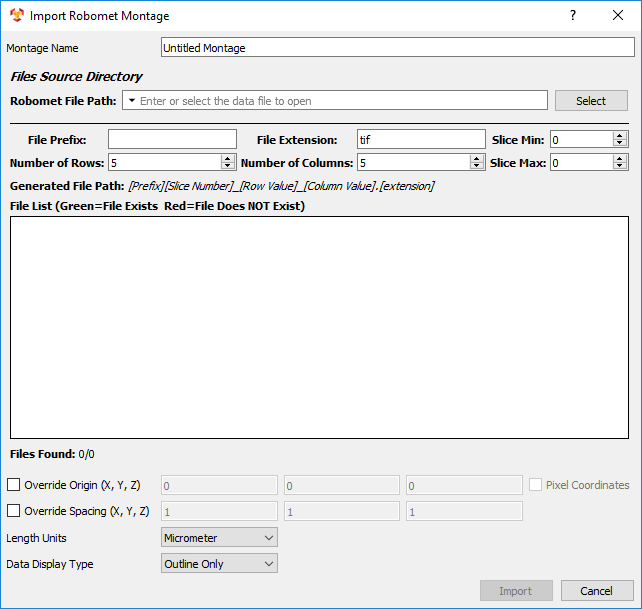 Import Robomet Montage ?
Montage Name Untitled Montage
Files Source Directory
Robomet File Path: Enter or select the data file to open Select
File Prefix: File Extension: tif Slice Min: 0
Number of Rows: 5 Number of Columns: 5 Slice Max: 0
Generated File Path: [Prefix][Slice Number]_[Row Value]_[Column Value].[extension]
File List (Green=File Exists Red=File Does NOT Exist)
Files Found: 0/0
Override Origin (X, Y, Z) 0 0 0 Pixel Coordinates
Override Spacing (X, Y, Z) 1 1 1
Length Units Micrometer
Data Display Type Outline Only
Import Cancel